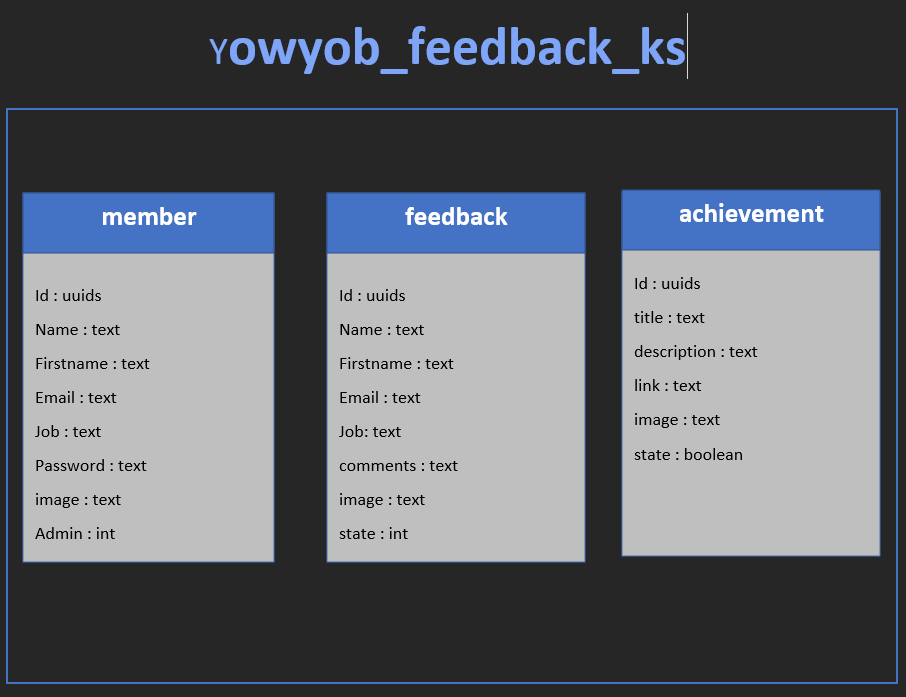 Yowyob_feedback_ks
member
Id : uuids
Name : text
Firstname : text
Email : text
Job : text
Password : text
image : text
Admin : int
feedback
Id : uuids
Name : text
Firstname : text
Email : text
Job: text
comments : text
image : text
state : int
achievement
Id : uuids
title : text
description : text
link : text
image : text
state : boolean